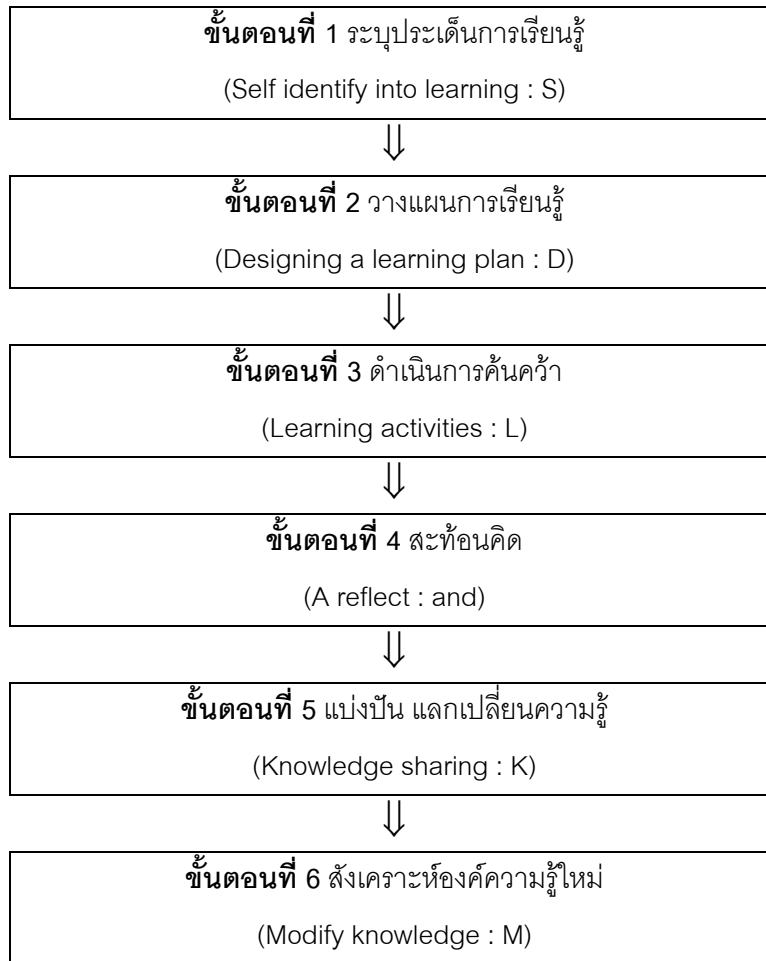 ขั้นตอนที่ 1 ระบุประเด็นการเรียนรู้
(Self identify into learning : S)
ขั้นตอนที่ 2 วางแผนการเรียนรู้
(Designing a learning plan : D)
ขั้นตอนที่ 3 ดำเนินการค้นคว้า
(Learning activities : L)
ขั้นตอนที่ 4 สะท้อนคิด
(A reflect : and)
ขั้นตอนที่ 5 แบ่งปัน แลกเปลี่ยนความรู้
(Knowledge sharing : K)
ขั้นตอนที่ 6 สังเคราะห์องค์ความรู้ใหม่
(Modify knowledge : M)